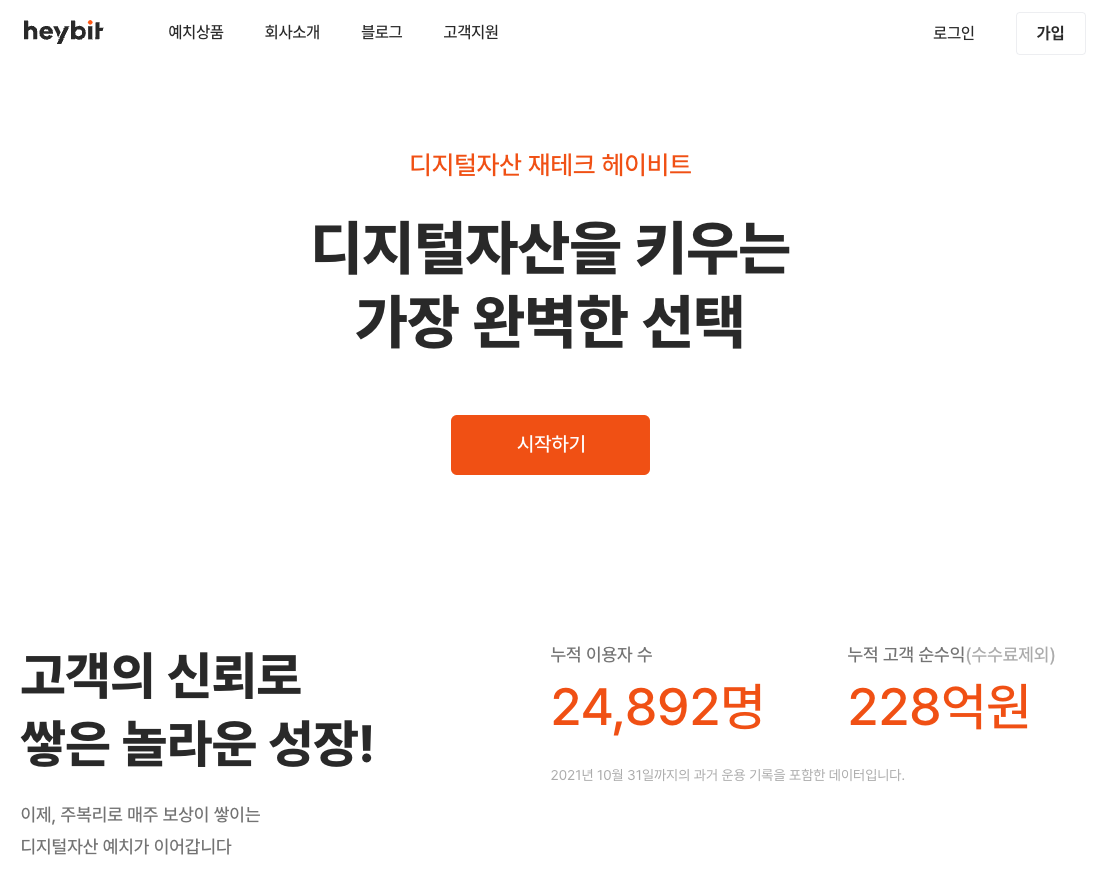 heybit
예치상품
회사소개
블로그
고객지원
로그인
가입
디지털자산 재테크 헤이비트
디지털자산을 키우는
가장 완벽한 선택
시작하기
고객의 신뢰로
쌓은 놀라운 성장!
이제, 주복리로 매주 보상이 쌓이는
디지털자산 예치가 이어갑니다
누적 이용자 수
24,892명
누적 고객 순수익(수수료제외)
228억원
2021년 10월 31일까지의 과거 운용 기록을 포함한 데이터입니다.